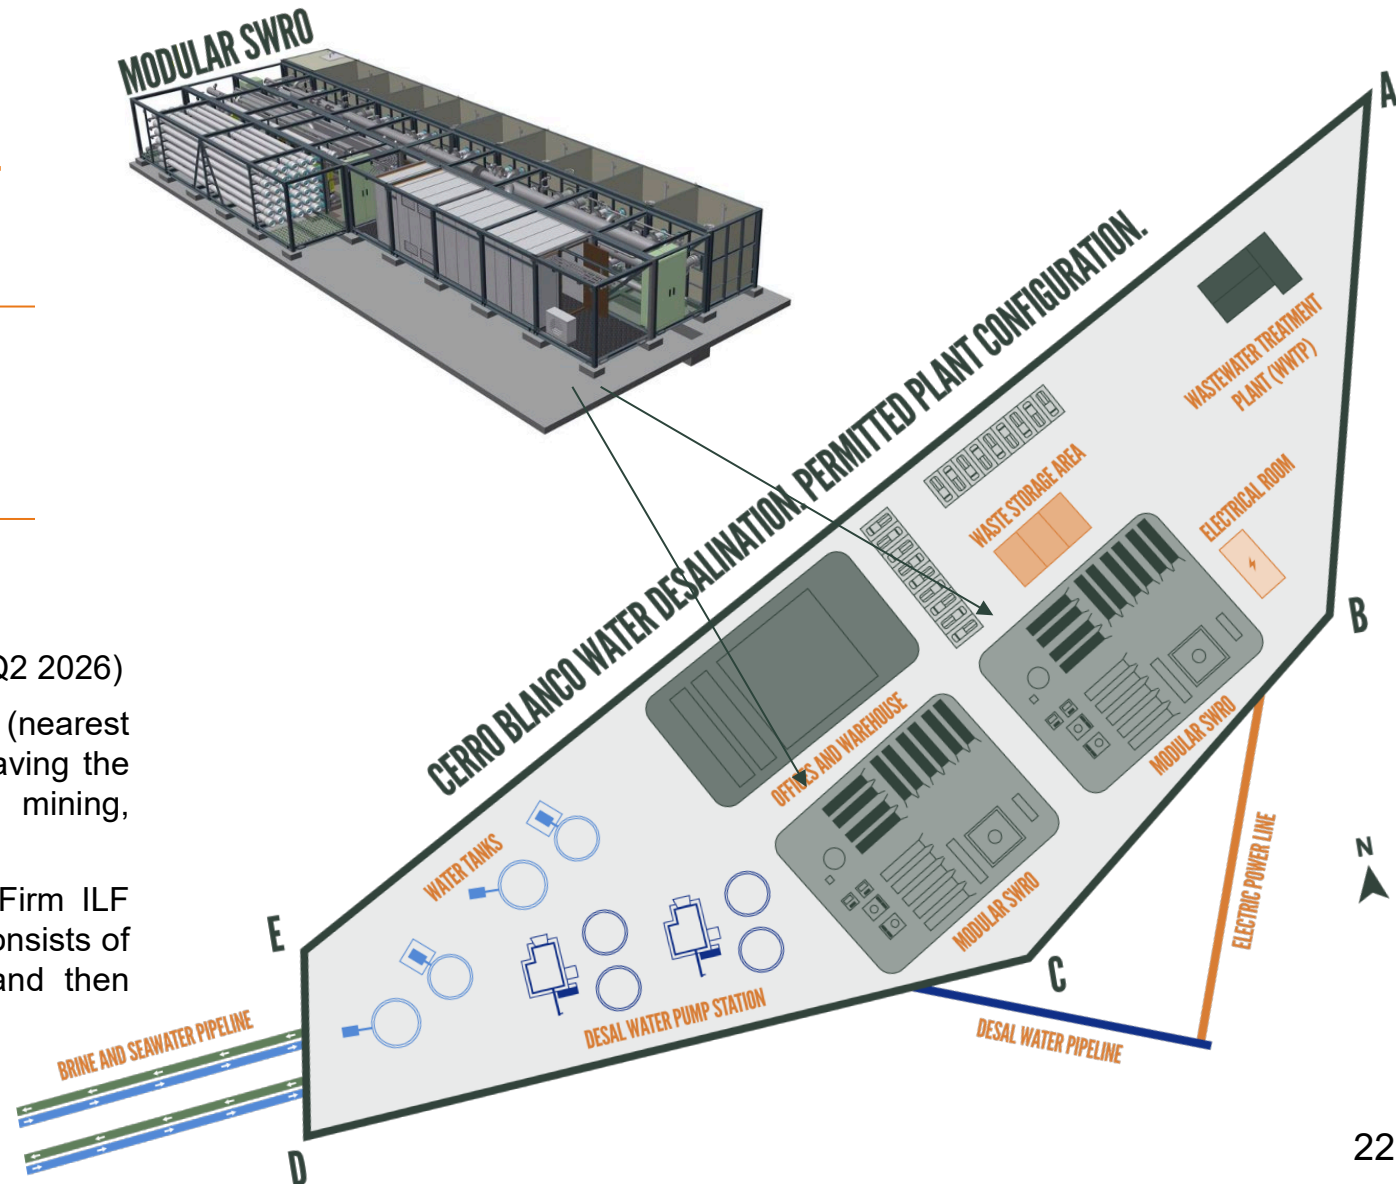 MODULAR SWRO
CERRO BLANCO WATER DESALINATION. PERMITTED PLANT CONFIGURATION.
A
WASTEWATER TREATMENT
PLANT (WWTP)
WASTE STORAGE AREA
ELECTRICAL ROOM
B
MODULAR SWRO
OFFICES AND WAREHOUSE
ELECTRIC POWER LINE
N
WATER TANKS
MODULAR SWRO
E
C
DESAL WATER PUMP STATION
DESAL WATER PIPELINE
BRINE AND SEAWATER PIPELINE
D
Q2 2026)
(nearest
aving the
mining,
Firm ILF
onsists of
and then
22